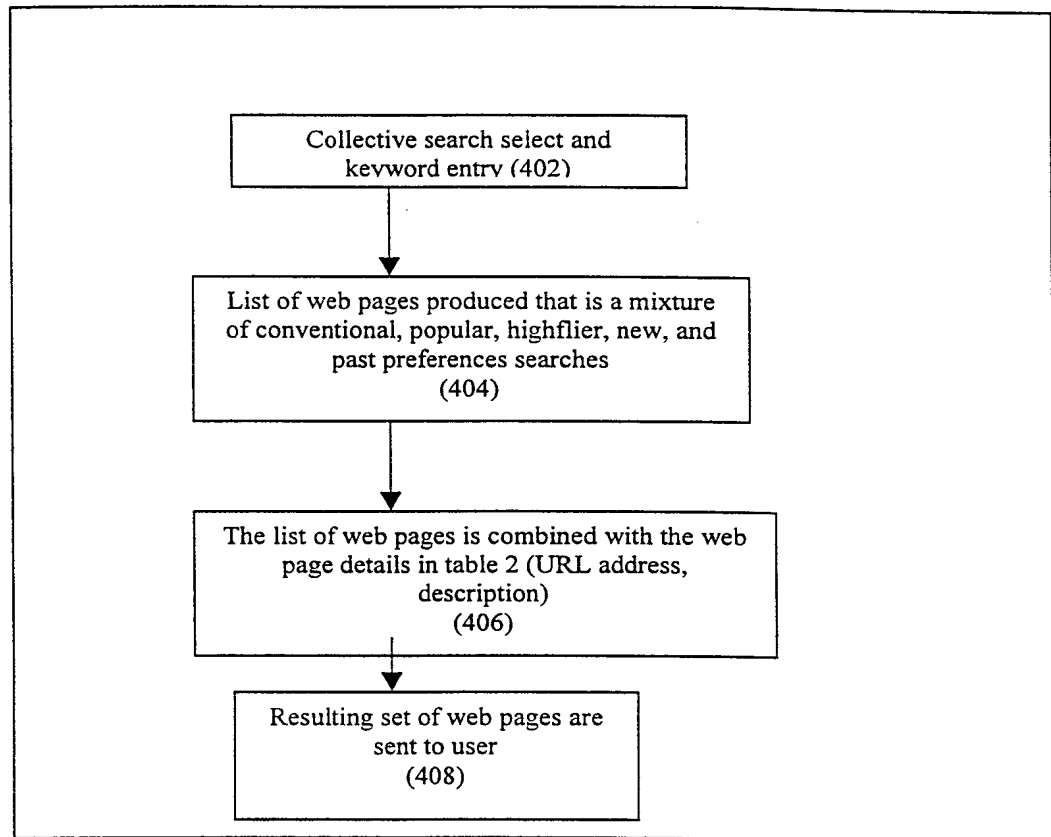 Collective search select and
keyword entry (402)
List of web pages produced that is a mixture
of conventional, popular, highflier, new, and
past preferences searches
(404)
The list of web pages is combined with the web
page details in table 2 (URL address,
description)
(406)
Resulting set of web pages are
sent to user
(408)